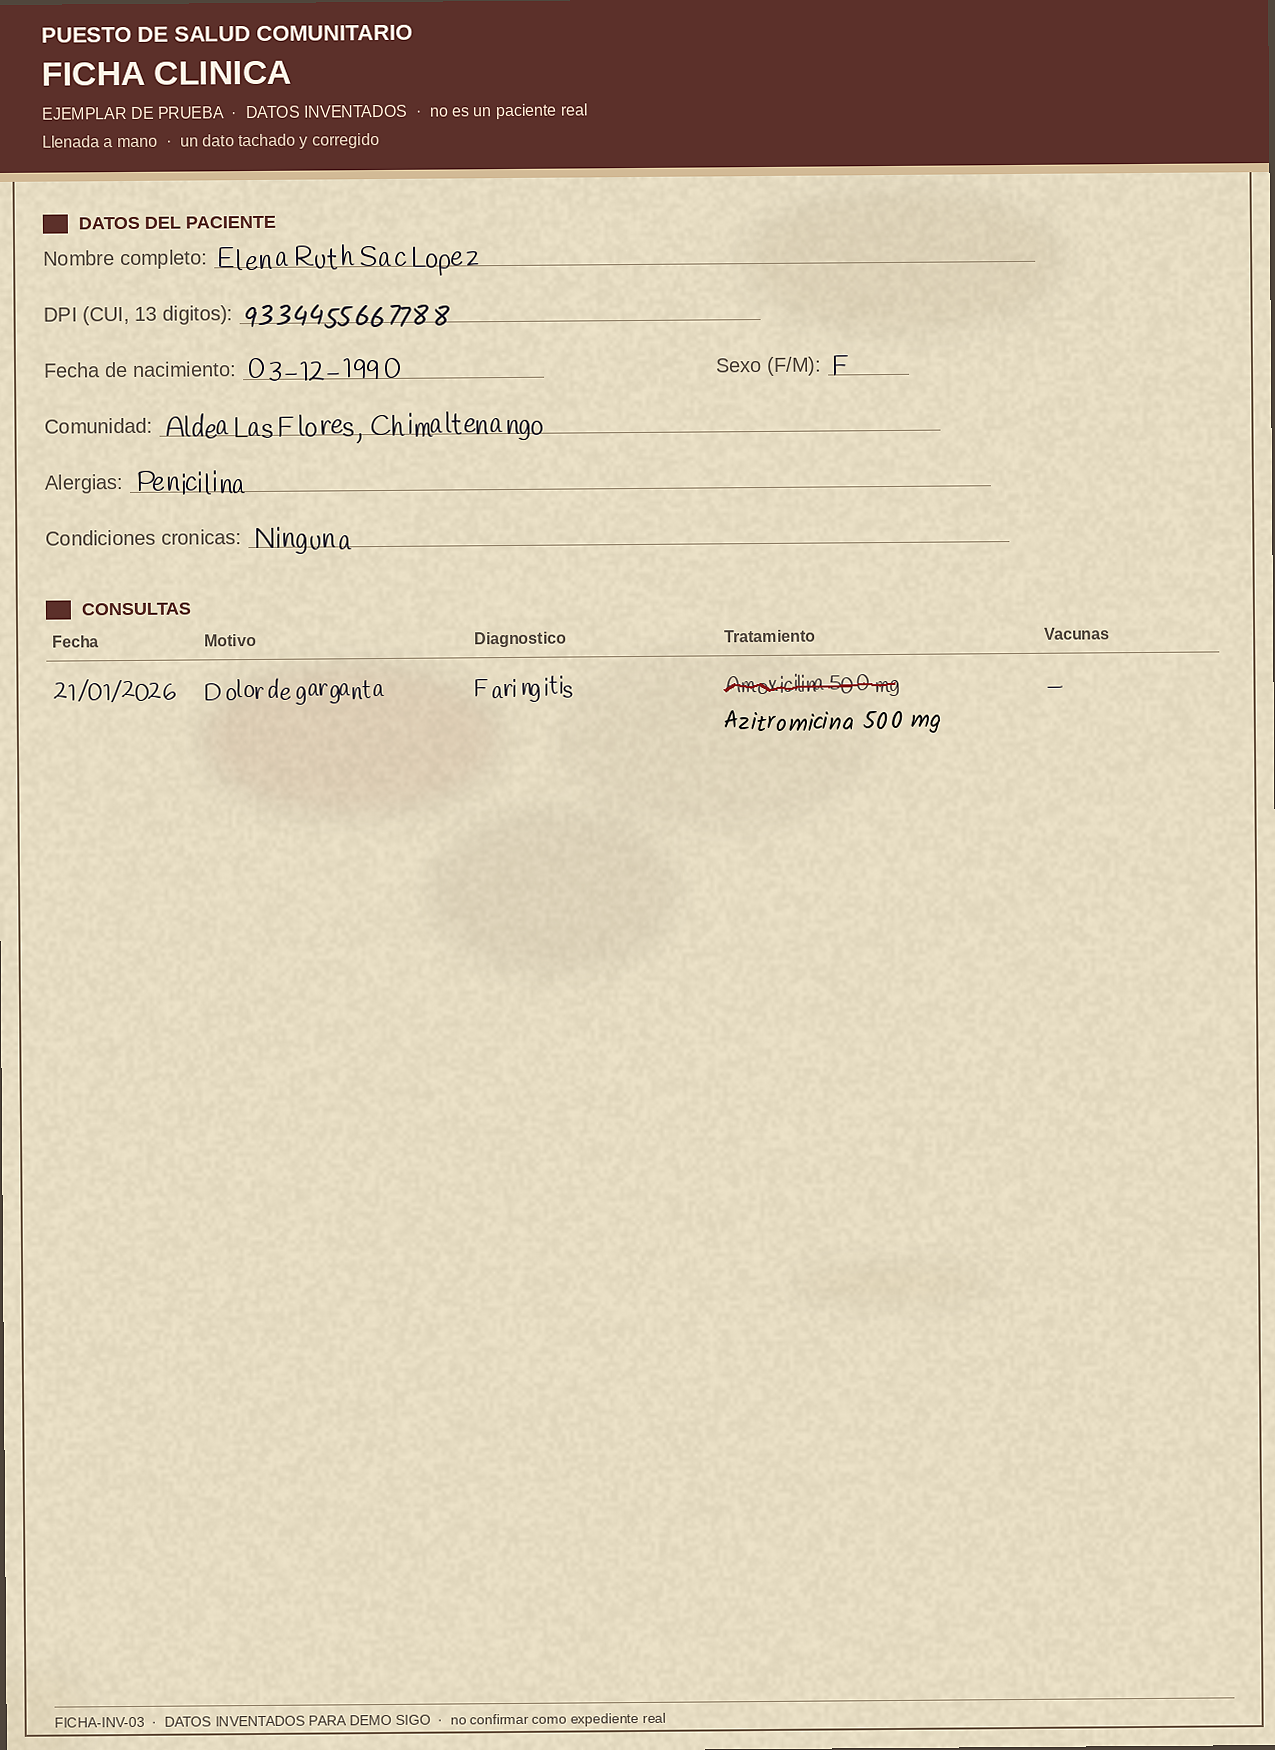 PUESTO DE SALUD COMUNITARIO
FICHA CLINICA
EJEMPLAR DE PRUEBA · DATOS INVENTADOS · no es un paciente real
Llenada a mano · un dato tachado y corregido
DATOS DEL PACIENTE
Nombre completo: Elena Ruth Sac Lopez
DPI (CUI, 13 digitos): 9334455667788
Fecha de nacimiento: 03-12-1990 Sexo (F/M): F
Comunidad: Aldea Las Flores, Chimaltenango
Alergias: Penicilina
Condiciones cronicas: Ninguna
CONSULTAS
Fecha Motivo Diagnostico Tratamiento Vacunas
21/01/2026 Dolor de garganta Faringitis Amoxicilina 500 mg —
Azitromicina 500 mg
FICHA-INV-03 · DATOS INVENTADOS PARA DEMO SIGO · no confirmar como expediente real